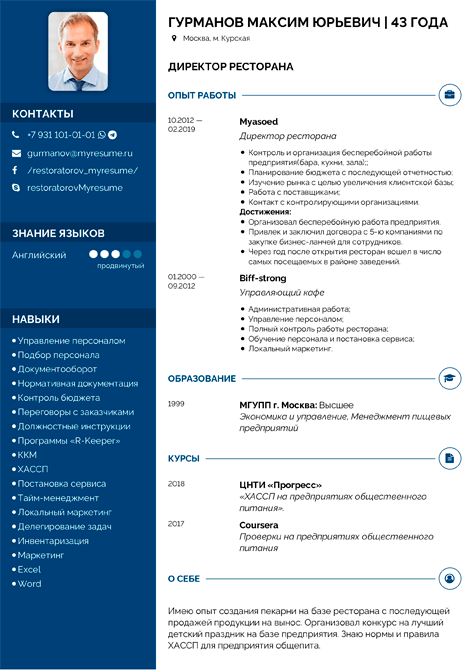 ГУРМАНОВ МАКСИМ ЮРЬЕВИЧ | 43 ГОДА
Москва, м. Курская
ДИРЕКТОР РЕСТОРАНА
КОНТАКТЫ
+7 931 101-01-01
gurmanov@myresume.ru
/restoratorov_myresume/
restoratorovMyresume
ЗНАНИЕ ЯЗЫКОВ
Английский
продвинутый
НАВЫКИ
Управление персоналом
Подбор персонала
Документооборот
Нормативная документация
Контроль бюджета
Переговоры с заказчиками
Должностные инструкции
Программы «R-Keeper»
ККМ
ХАССП
Постановка сервиса
Тайм-менеджмент
Локальный маркетинг
Делегирование задач
Инвентаризация
Маркетинг
Excel
Word
ОПЫТ РАБОТЫ
10.2012 —
02.2019
Myasoed
Директор ресторана
Контроль и организация бесперебойной работы
предприятия(бара, кухни, зала);;
Планирование бюджета с последующей отчетностью;
Изучение рынка с целью увеличения клиентской базы;
Работа с поставщиками;
Контакт с контролирующими организациями.
Достижения:
Организовал бесперебойную работу предприятия.
Привлек и заключил договора с 5-ю компаниями по
закупке бизнес-ланчей для сотрудников.
Через год после открытия ресторан вошел в число
самых посещаемых в районе заведений.
01.2000 —
09.2012
Biff-strong
Управляющий кафе
Административная работа;
Управление персоналом;
Полный контроль работы ресторана;
Обучение персонала и постановка сервиса;
Локальный маркетинг.
ОБРАЗОВАНИЕ
1999
МГУПП г. Москва: Высшее
Экономика и управление, Менеджмент пищевых
предприятий
КУРСЫ
2018
ЦНТИ «Прогресс»
«ХАССП на предприятиях общественного
питания».
2017
Coursera
Проверки на предприятиях общественного
питания
О СЕБЕ
Имею опыт создания пекарни на базе ресторана с последующей
продажей продукции на вынос. Организовал конкурс на лучший
детский праздник на базе предприятия. Знаю нормы и правила
ХАССП для предприятия общепита.